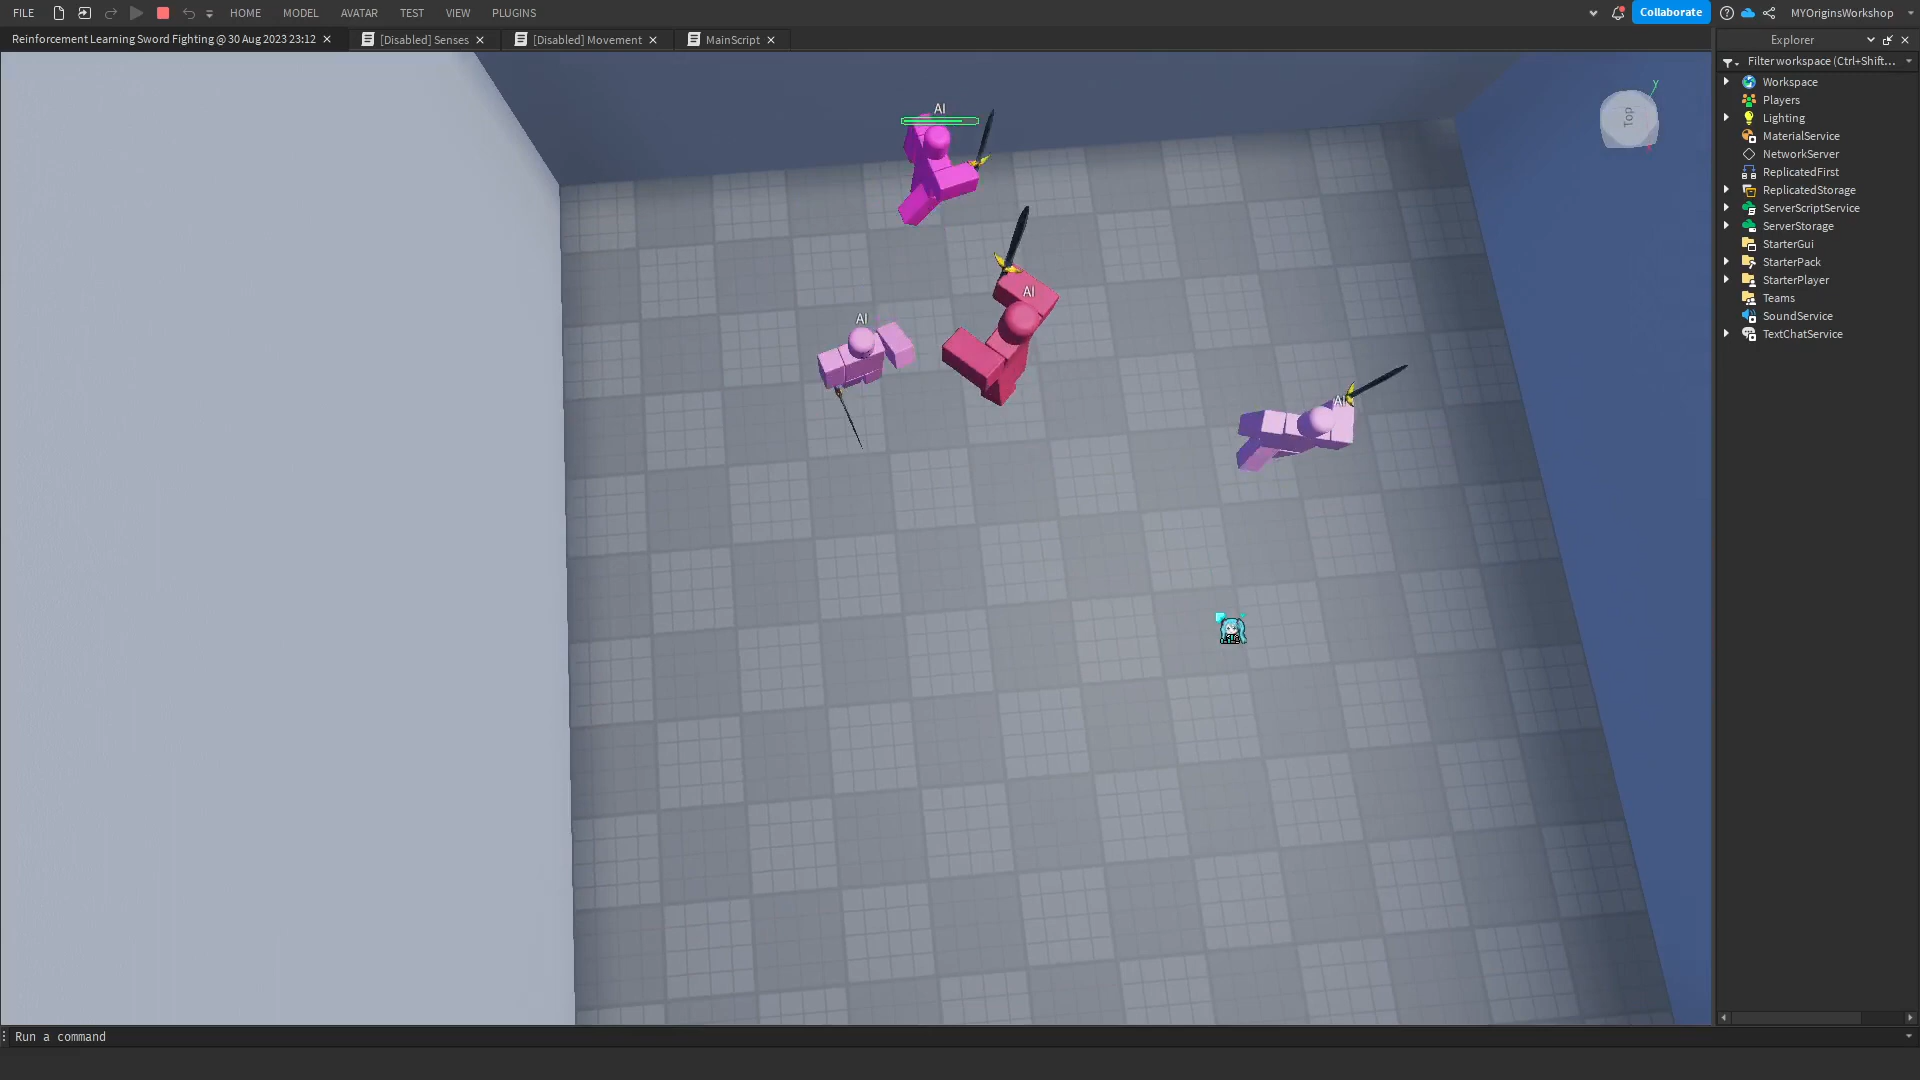 FILE HOME MODEL AVATAR TEST VIEW PLUGINS Collaborate MYOriginsWorkshop
Reinforcement Learning Sword Fighting @ 30 Aug 2023 23:12 [Disabled] Senses [Disabled] Movement MainScript
Explorer
Filter workspace (Ctrl+Shift...
Workspace
Players
Lighting
MaterialService
NetworkServer
ReplicatedFirst
ReplicatedStorage
ServerScriptService
ServerStorage
StarterGui
StarterPack
StarterPlayer
Teams
SoundService
TextChatService
y
Top
AI
AI
AI
AI
Run a command